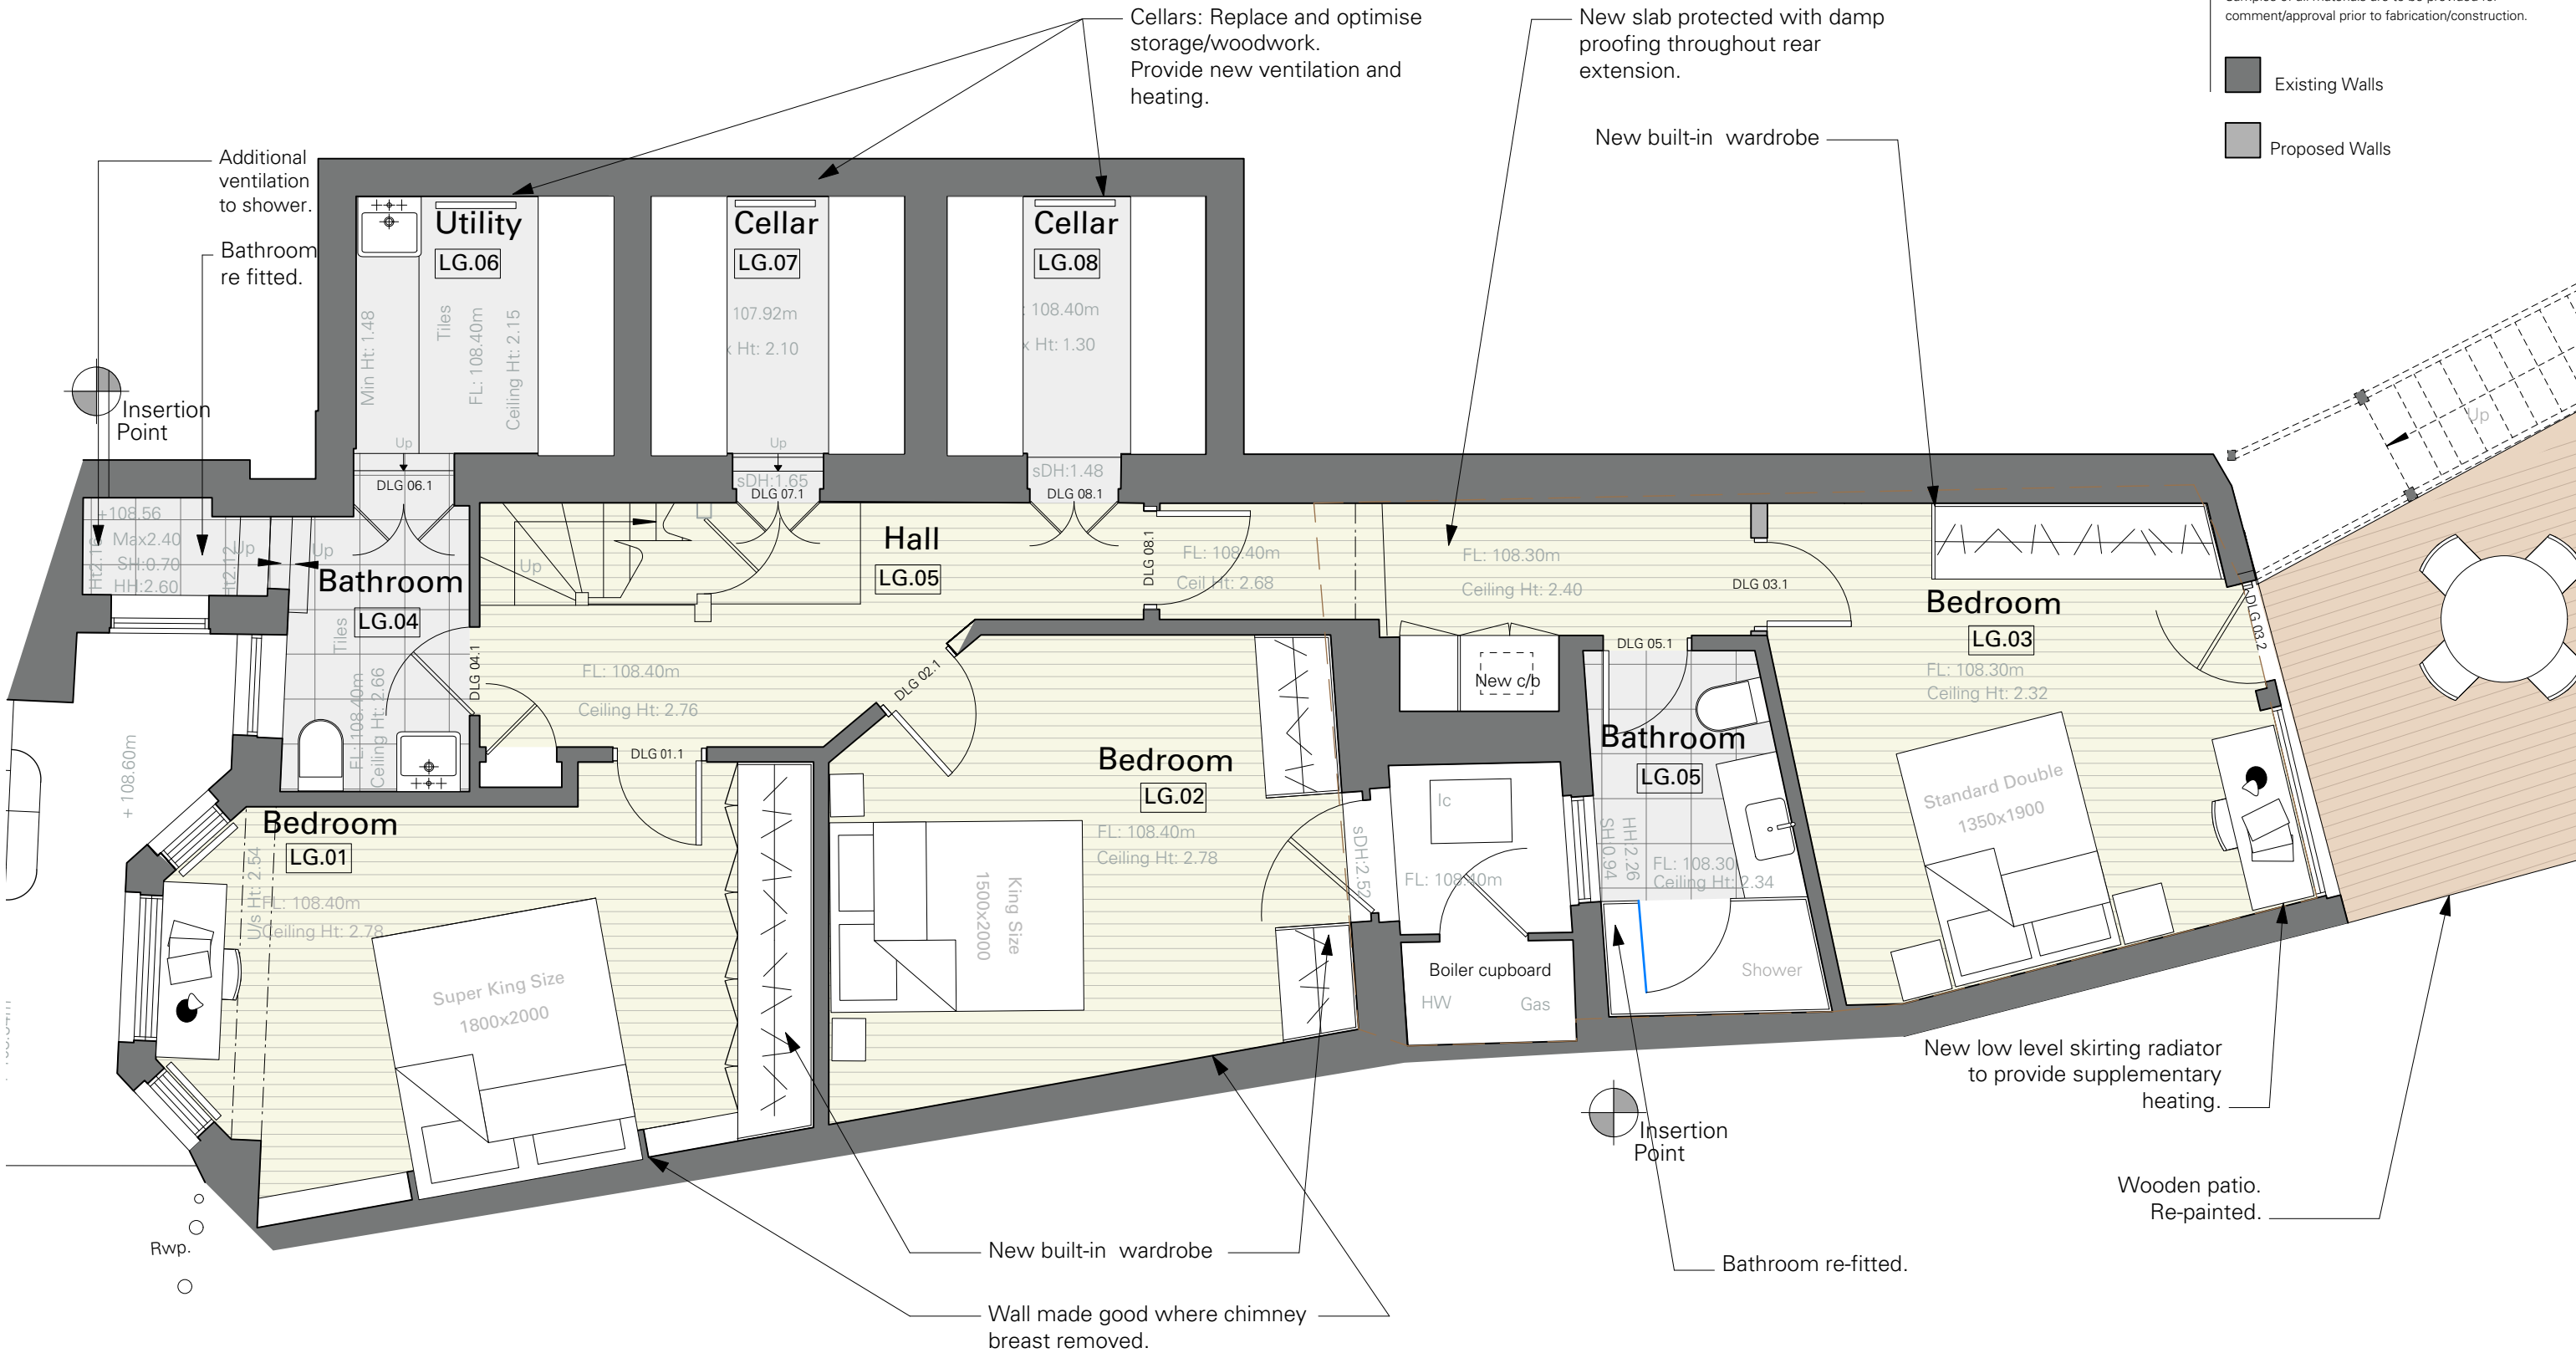 comment/approval prior to fabrication/construction.
Existing Walls
Proposed Walls
Cellars: Replace and optimise
storage/woodwork.
Provide new ventilation and
heating.
New slab protected with damp
proofing throughout rear
extension.
New built-in wardrobe
Additional
ventilation
to shower.
Bathroom
re fitted.
Insertion
Point
Utility
LG.06
Min Ht: 1.48
Tiles
FL: 108.40m
Ceiling Ht: 2.15
Up
DLG 06.1
Cellar
LG.07
107.92m
x Ht: 2.10
Up
sDH:1.65
DLG 07.1
Cellar
LG.08
: 108.40m
x Ht: 1.30
sDH:1.48
DLG 08.1
+108.56
Max2.40
SH:0.70
HH:2.60
Ht2.12
Up
Up
Bathroom
LG.04
Tiles
FL: 108.40m
Ceiling Ht: 2.66
DLG 04.1
Up
Hall
LG.05
FL: 108.40m
Ceiling Ht: 2.76
DLG 08.1
FL: 108.40m
Ceil Ht: 2.68
FL: 108.30m
Ceiling Ht: 2.40
DLG 03.1
Bedroom
LG.03
FL: 108.30m
Ceiling Ht: 2.32
DLG 03.2
Up
Standard Double
1350x1900
DLG 02.1
DLG 01.1
Bedroom
LG.02
FL: 108.40m
Ceiling Ht: 2.78
King Size
1500x2000
sDH:2.52
New c/b
Ic
FL: 108.40m
Boiler cupboard
HW
Gas
DLG 05.1
Bathroom
LG.05
HH:2.26
SH0.94
FL: 108.30
Ceiling Ht: 2.34
Shower
+ 108.60m
Bedroom
LG.01
U/s Ht: 2.54
FL: 108.40m
Ceiling Ht: 2.78
Super King Size
1800x2000
Rwp.
New built-in wardrobe
Wall made good where chimney
breast removed.
Insertion
Point
Bathroom re-fitted.
New low level skirting radiator
to provide supplementary
heating.
Wooden patio.
Re-painted.